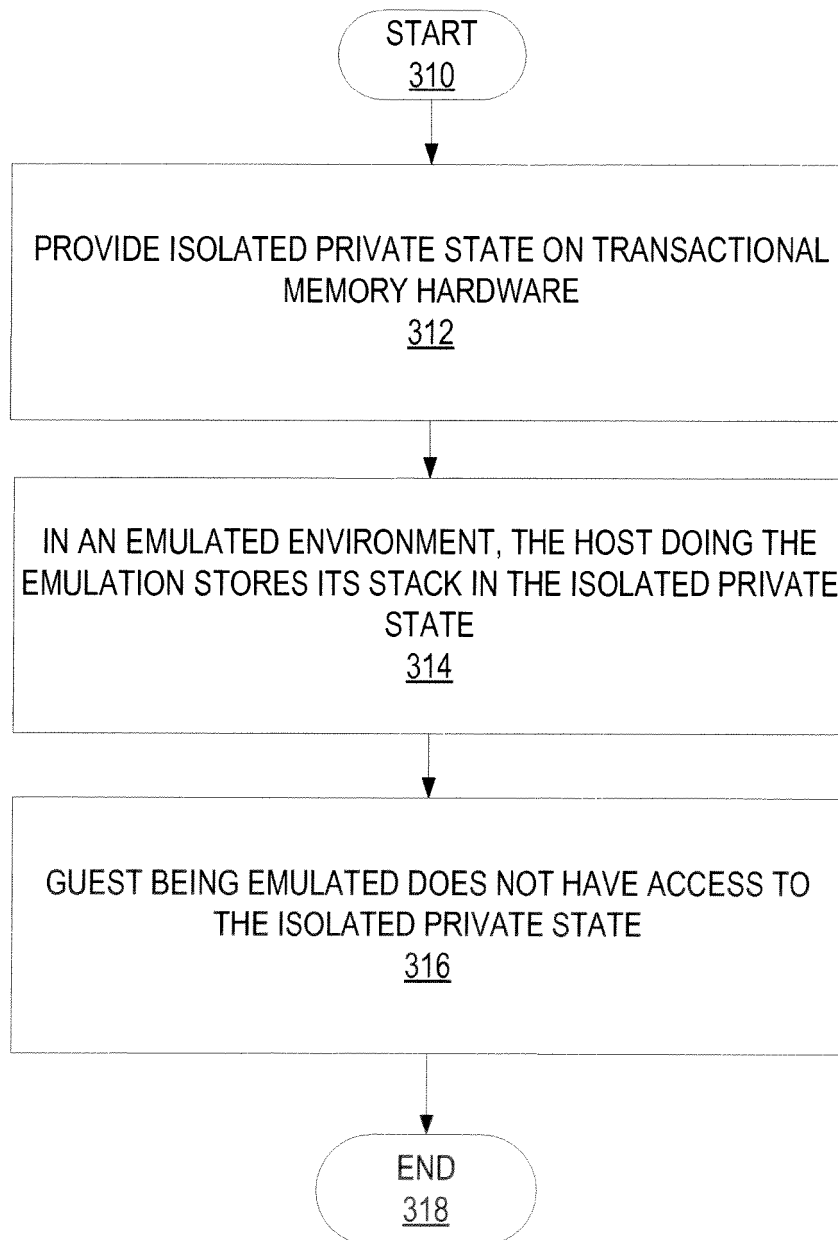 START
310
PROVIDE ISOLATED PRIVATE STATE ON TRANSACTIONAL
MEMORY HARDWARE
312
IN AN EMULATED ENVIRONMENT, THE HOST DOING THE
EMULATION STORES ITS STACK IN THE ISOLATED PRIVATE
STATE
314
GUEST BEING EMULATED DOES NOT HAVE ACCESS TO
THE ISOLATED PRIVATE STATE
316
END
318